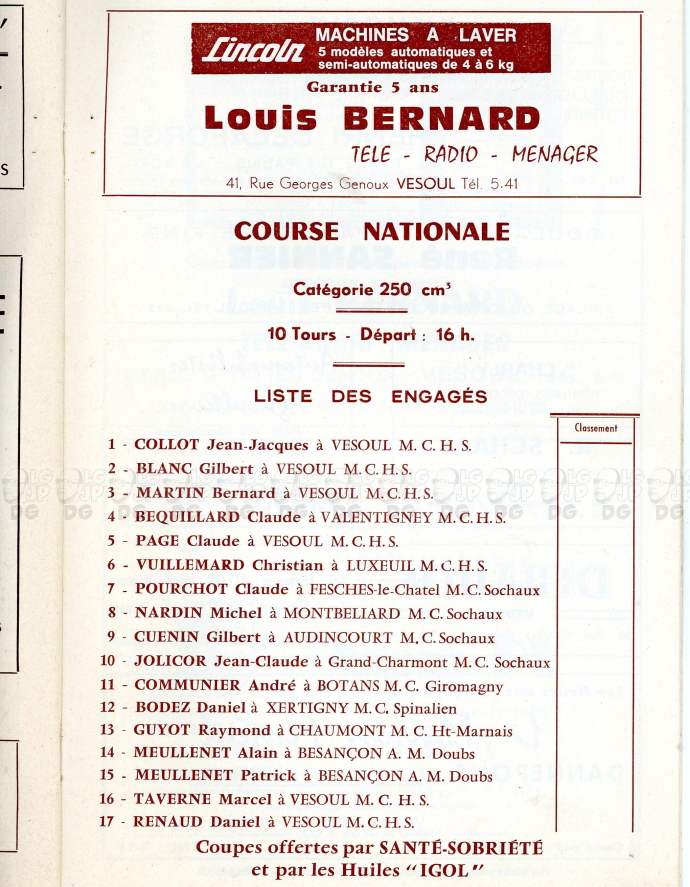 Lincoln
MACHINES A LAVER
5 modèles automatiques et
semi-automatiques de 4 à 6 kg
Garantie 5 ans
Louis BERNARD
TELE - RADIO - MENAGER
41, Rue Georges Genoux VESOUL Tél. 5.41
COURSE NATIONALE
Catégorie 250 cm³
10 Tours - Départ : 16 h.
LISTE DES ENGAGÉS
Classement
1 - COLLOT Jean-Jacques à VESOUL M. C. H. S.
2 - BLANC Gilbert à VESOUL M. C. H. S.
3 - MARTIN Bernard à VESOUL M. C. H. S.
4 - BEQUILLARD Claude à VALENTIGNEY M. C. H. S.
5 - PAGE Claude à VESOUL M. C. H. S.
6 - VUILLEMARD Christian à LUXEUIL M. C. H. S.
7 - POURCHOT Claude à FESCHES-le-Chatel M. C. Sochaux
8 - NARDIN Michel à MONTBELIARD M. C. Sochaux
9 - CUENIN Gilbert à AUDINCOURT M. C. Sochaux
10 - JOLICOR Jean-Claude à Grand-Charmont M. C. Sochaux
11 - COMMUNIER André à BOTANS M. C. Giromagny
12 - BODEZ Daniel à XERTIGNY M. C. Spinalien
13 - GUYOT Raymond à CHAUMONT M. C. Ht-Marnais
14 - MEULLENET Alain à BESANÇON A. M. Doubs
15 - MEULLENET Patrick à BESANÇON A. M. Doubs
16 - TAVERNE Marcel à VESOUL M. C. H. S.
17 - RENAUD Daniel à VESOUL M. C. H. S.
Coupes offertes par SANTÉ-SOBRIÉTÉ
et par les Huiles "IGOL"